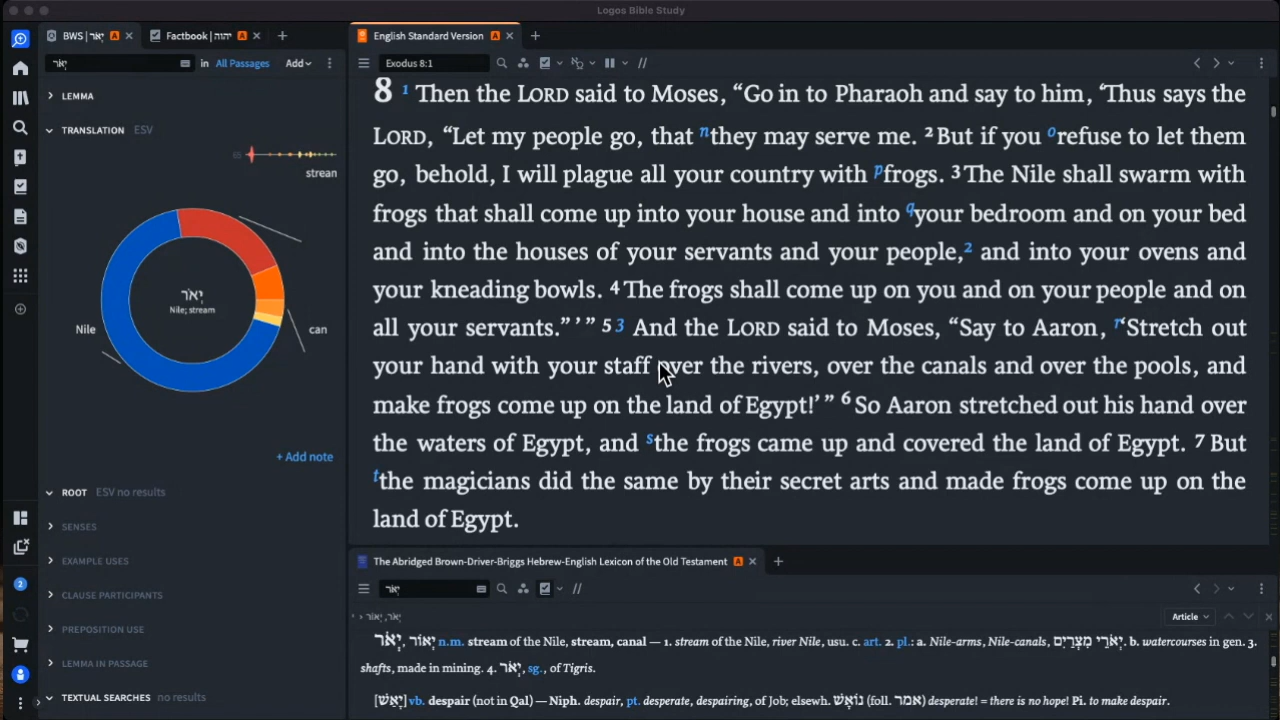 Logos Bible Study
BWS | יְאֹר A
Factbook | יהוה A
English Standard Version A
יְאֹר in All Passages Add
Exodus 8:1
LEMMA
TRANSLATION ESV
strean
יְאֹר
Nile; stream
Nile
can
+ Add note
ROOT ESV no results
SENSES
EXAMPLE USES
CLAUSE PARTICIPANTS
PREPOSITION USE
LEMMA IN PASSAGE
TEXTUAL SEARCHES no results
2
8 1 Then the LORD said to Moses, “Go in to Pharaoh and say to him, ‘Thus says the
LORD, “Let my people go, that n they may serve me. 2 But if you o refuse to let them
go, behold, I will plague all your country with p frogs. 3 The Nile shall swarm with
frogs that shall come up into your house and into q your bedroom and on your bed
and into the houses of your servants and your people,2 and into your ovens and
your kneading bowls. 4 The frogs shall come up on you and on your people and on
all your servants.” ’ ” 5 3 And the LORD said to Moses, “Say to Aaron, r ‘Stretch out
your hand with your staff over the rivers, over the canals and over the pools, and
make frogs come up on the land of Egypt!’ ” 6 So Aaron stretched out his hand over
the waters of Egypt, and s the frogs came up and covered the land of Egypt. 7 But
t the magicians did the same by their secret arts and made frogs come up on the
land of Egypt.
The Abridged Brown-Driver-Briggs Hebrew-English Lexicon of the Old Testament A
יְאֹר
יְאֹר, יְאוֹר
Article
יְאוֹר, יְאֹר n.m. stream of the Nile, stream, canal — 1. stream of the Nile, river Nile, usu. c. art. 2. pl.: a. Nile-arms, Nile-canals, יְאֹרֵי מִצְרַיִם. b. watercourses in gen. 3.
shafts, made in mining. 4. יְאֹר, sg., of Tigris.
[יָאַשׁ] vb. despair (not in Qal) — Niph. despair, pt. desperate, despairing, of Job; elsewh. נוֹאָשׁ (foll. אמר) desperate! = there is no hope! Pi. to make despair.